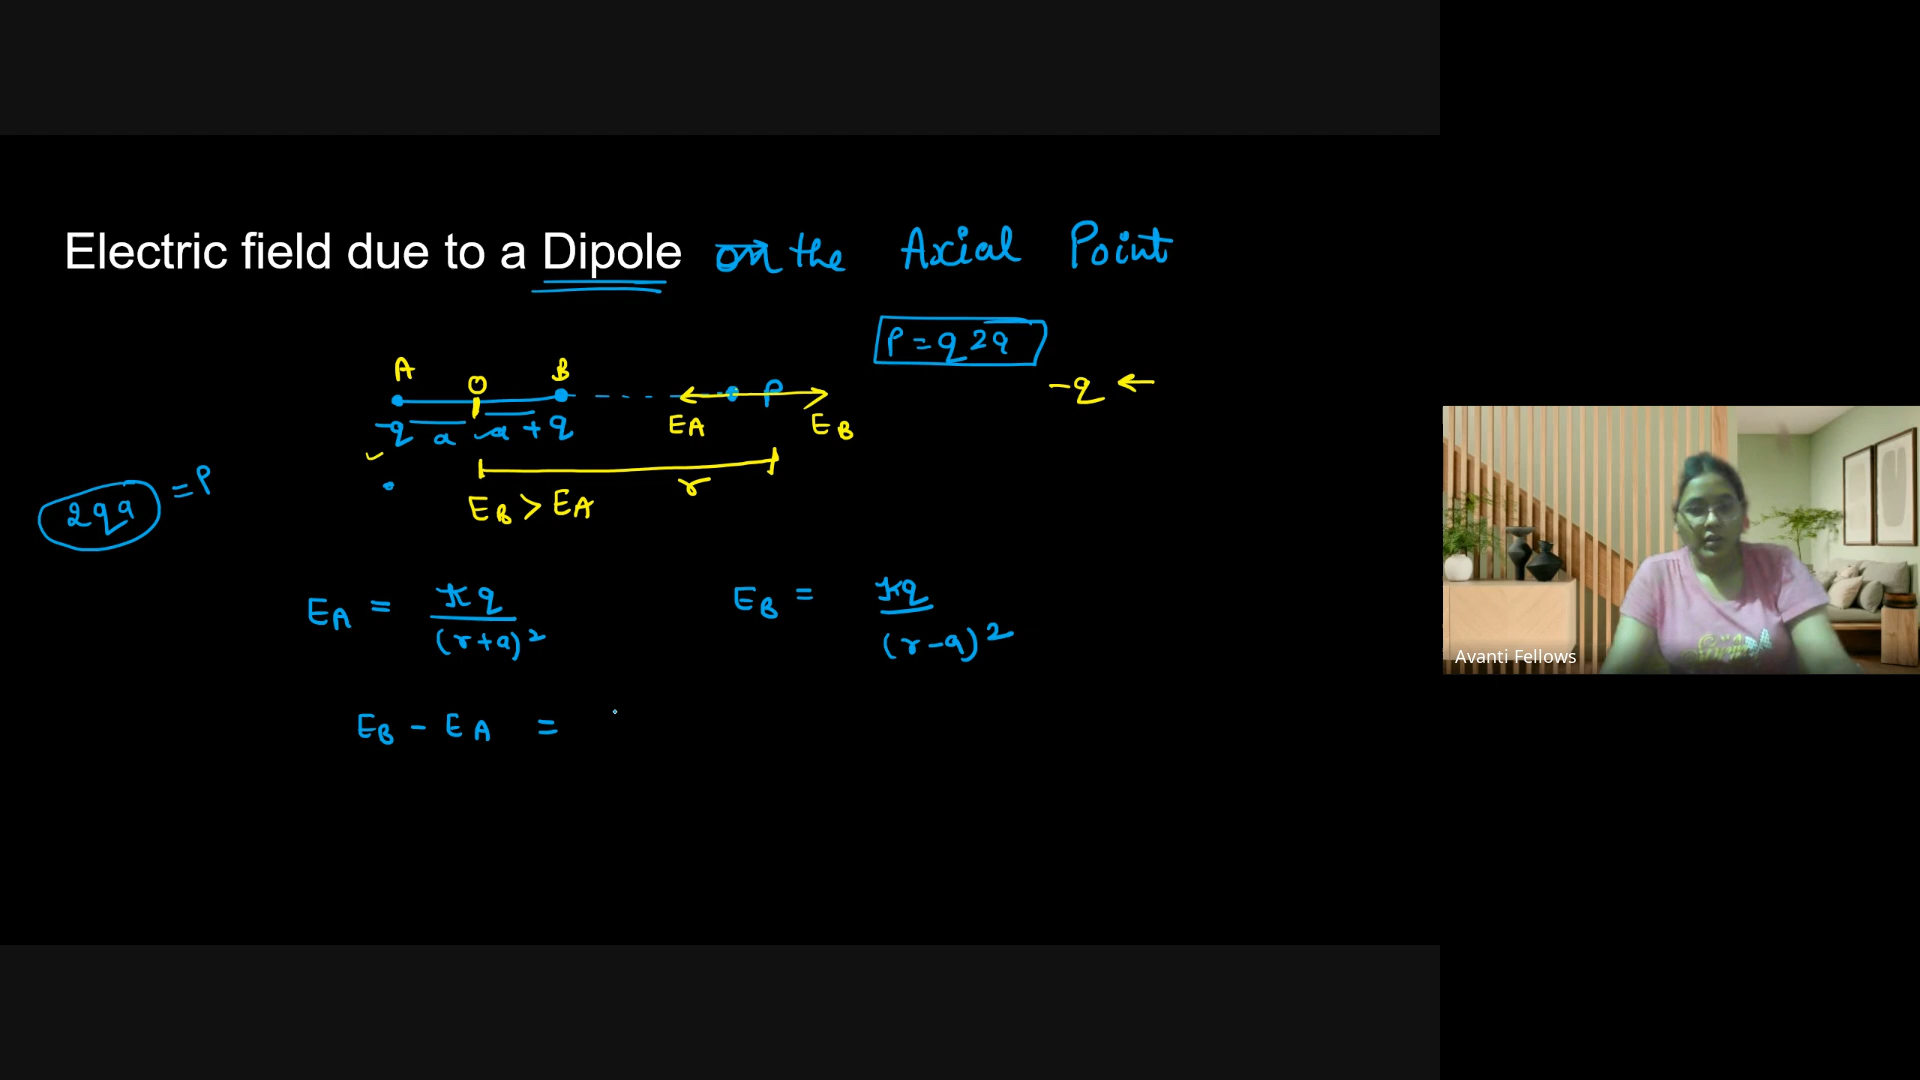 Electric field due to a Dipole on the Axial Point
P = q 2a
A O B P
-q a a +q EA EB
-q ←
r
2qa = P
EB > EA
EA = kq / (r+a)²
EB = kq / (r-a)²
EB - EA =
Avanti Fellows